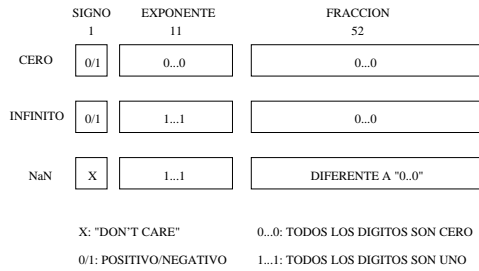 SIGNO EXPONENTE FRACCION
1 11 52
CERO 0/1 0...0 0...0
INFINITO 0/1 1...1 0...0
NaN X 1...1 DIFERENTE A "0..0"
X: "DON'T CARE" 0...0: TODOS LOS DIGITOS SON CERO
0/1: POSITIVO/NEGATIVO 1...1: TODOS LOS DIGITOS SON UNO